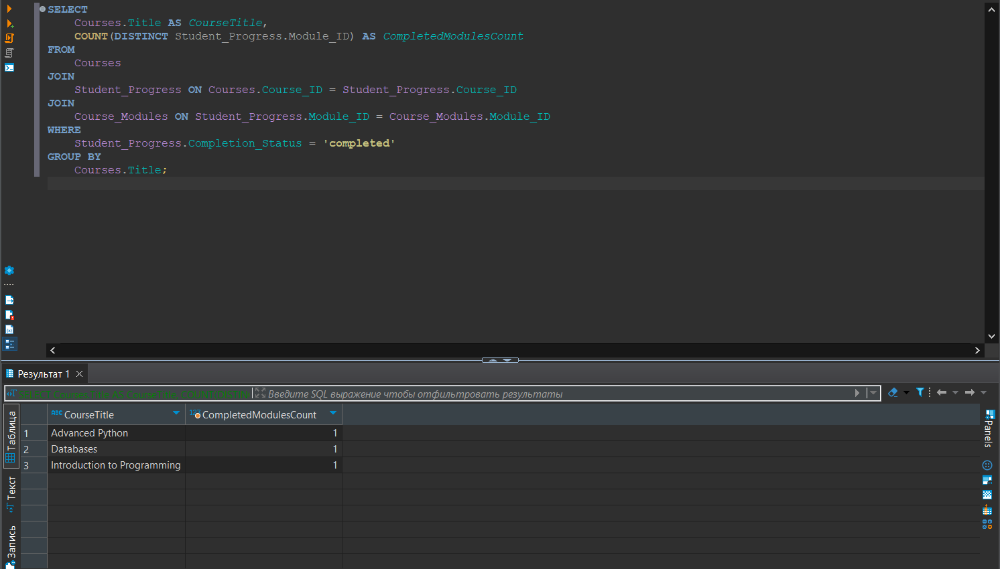 SELECT
Courses.Title AS CourseTitle,
COUNT(DISTINCT Student_Progress.Module_ID) AS CompletedModulesCount
FROM
Courses
JOIN
Student_Progress ON Courses.Course_ID = Student_Progress.Course_ID
JOIN
Course_Modules ON Student_Progress.Module_ID = Course_Modules.Module_ID
WHERE
Student_Progress.Completion_Status = 'completed'
GROUP BY
Courses.Title;
Результат 1
SELECT Courses.Title AS CourseTitle, COUNT(DISTIN Введите SQL выражение чтобы отфильтровать результаты
ABC CourseTitle 123 CompletedModulesCount
1 Advanced Python 1
2 Databases 1
3 Introduction to Programming 1
Таблица
Текст
Запись
Panels